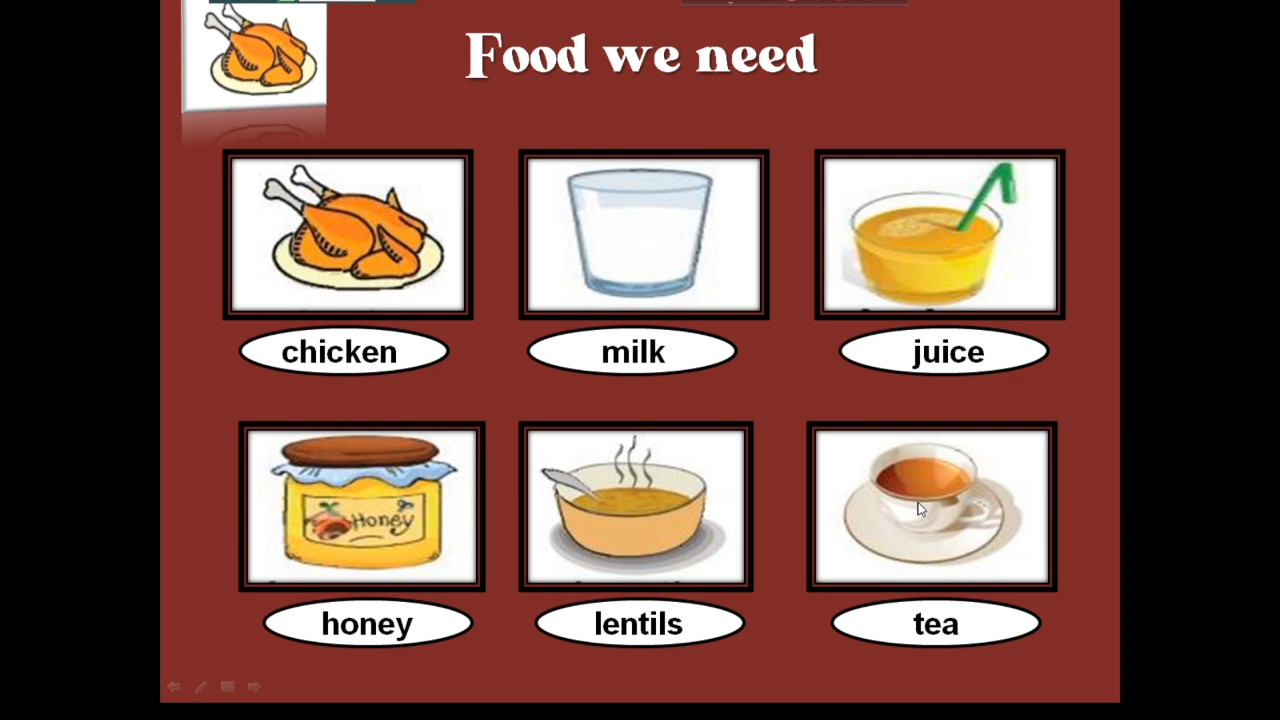 Food we need
chicken
milk
juice
Honey
honey
lentils
tea